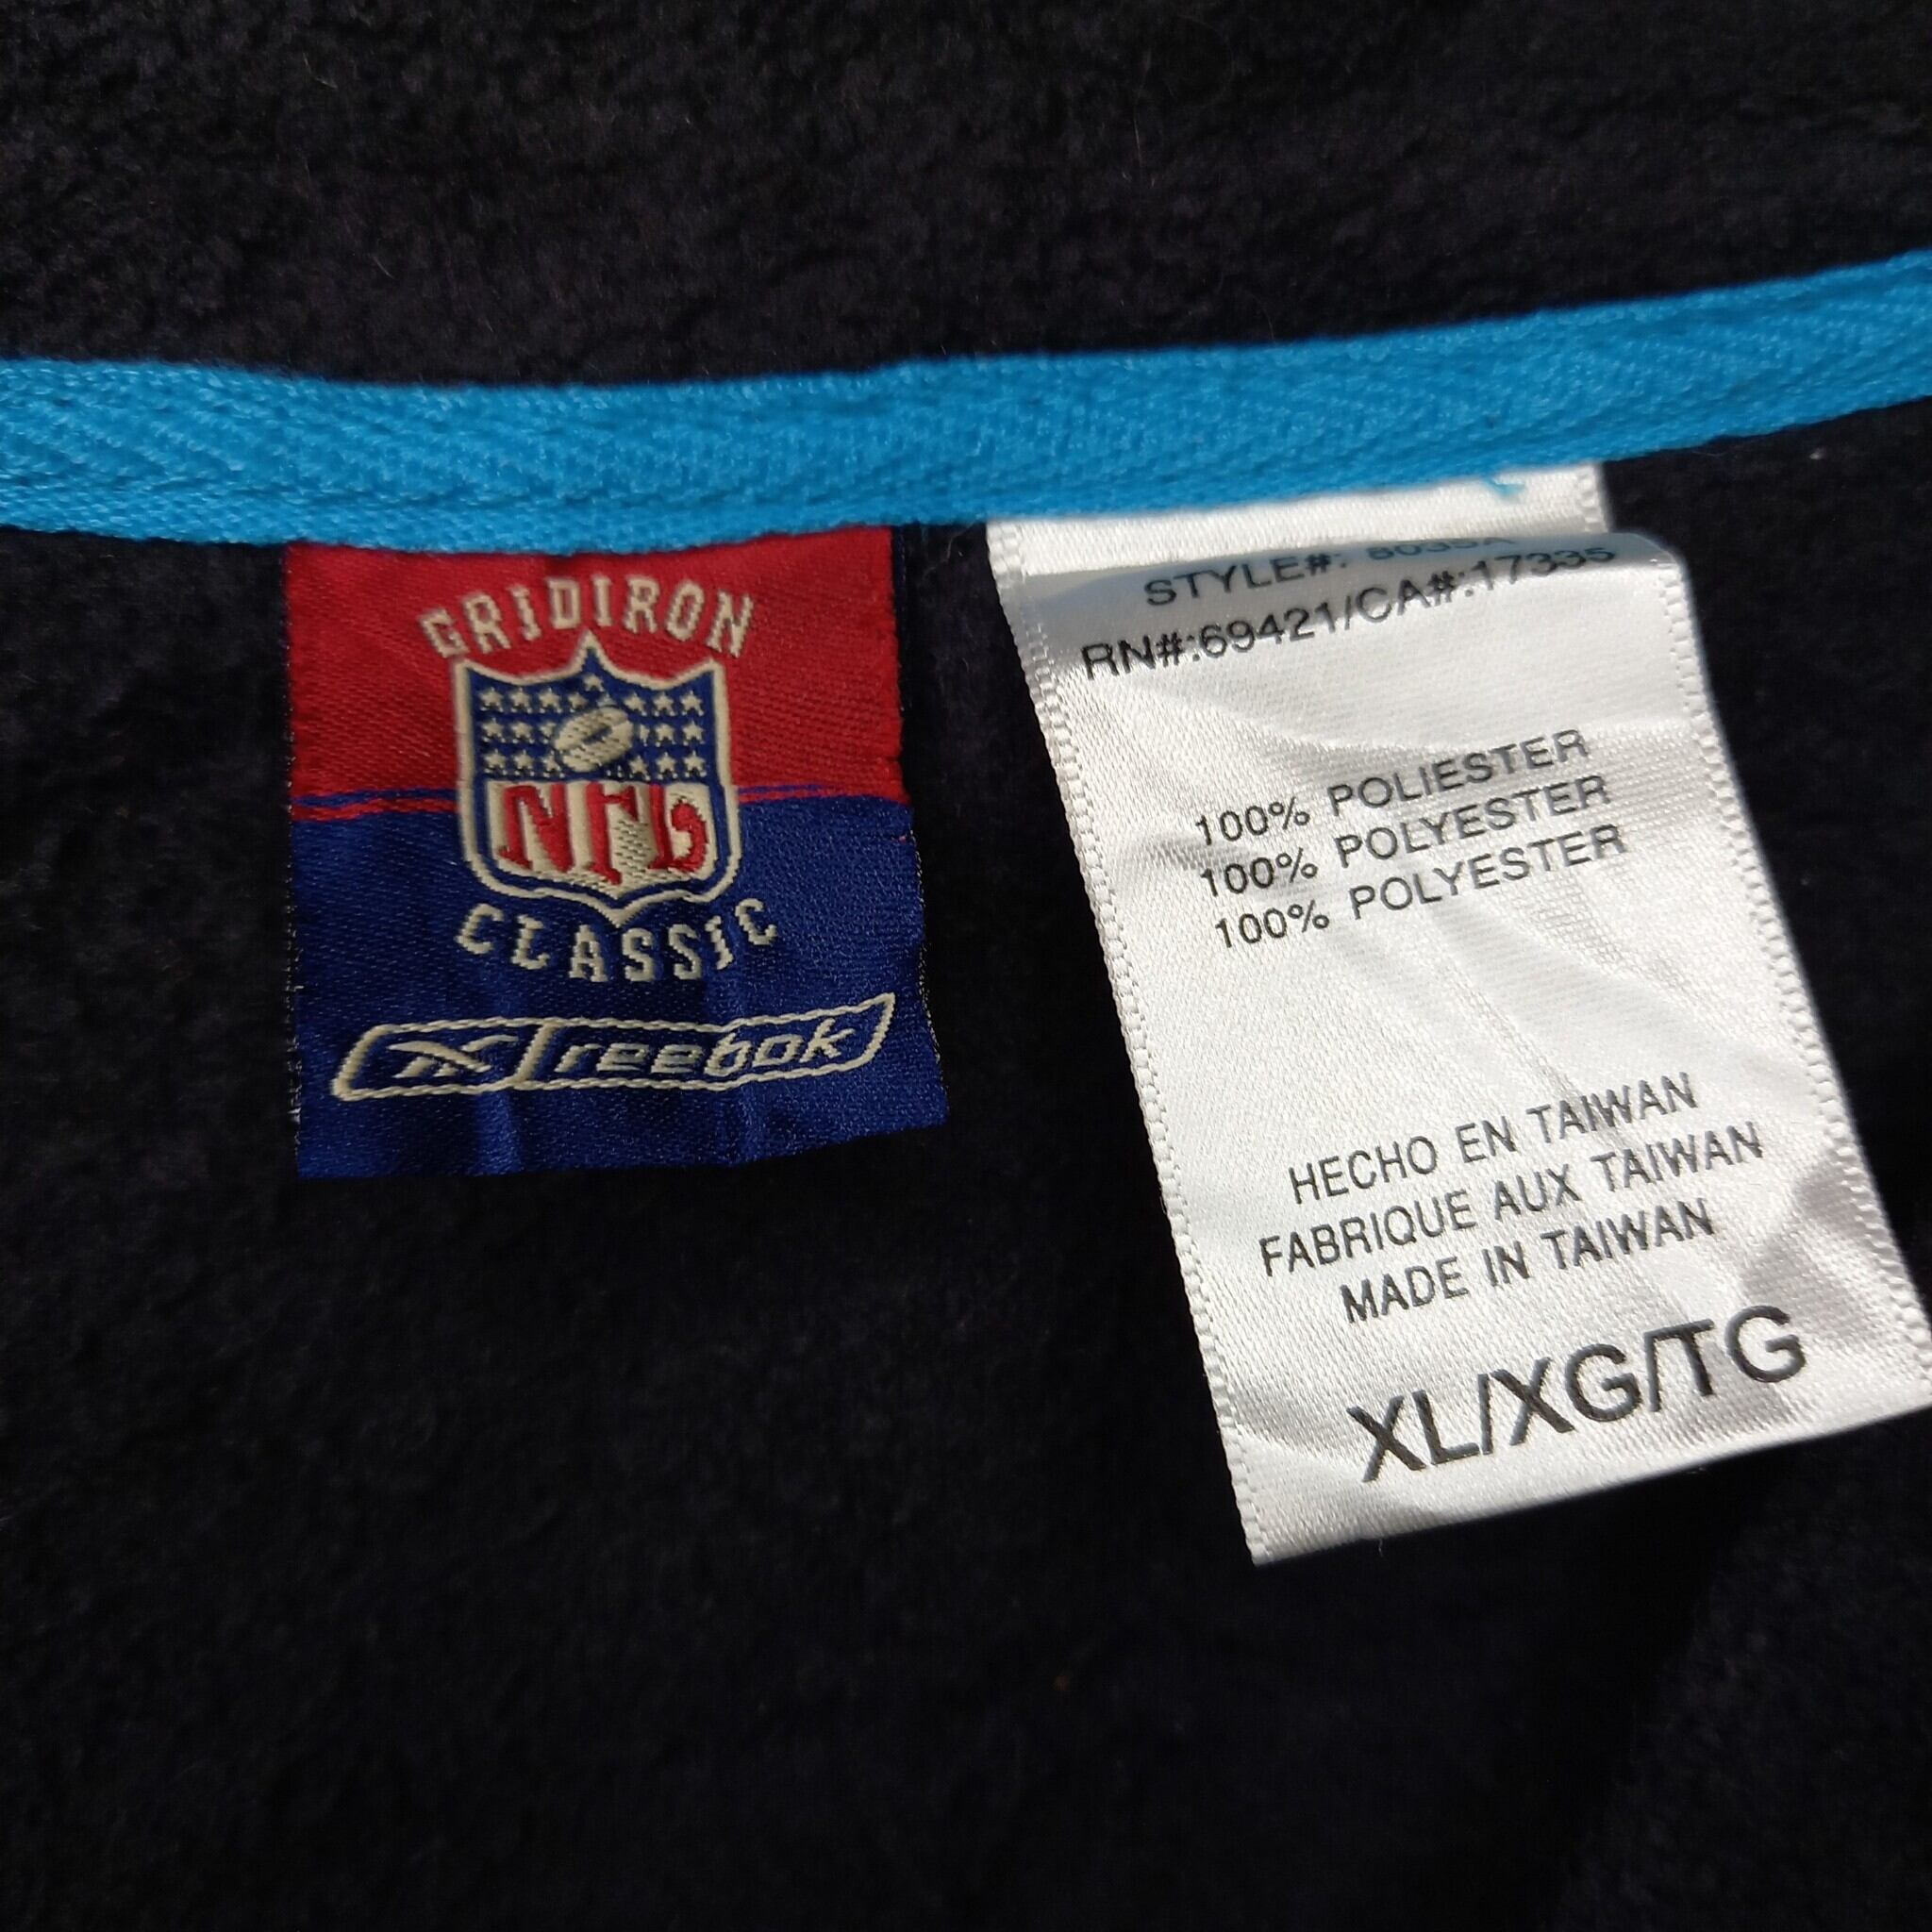 GRIDIRON
NFL
CLASSIC
reebok
STYLE#: 8035A
RN#:69421/CA#:17335
100% POLIESTER
100% POLYESTER
100% POLYESTER
HECHO EN TAIWAN
FABRIQUE AUX TAIWAN
MADE IN TAIWAN
XL/XG/TG